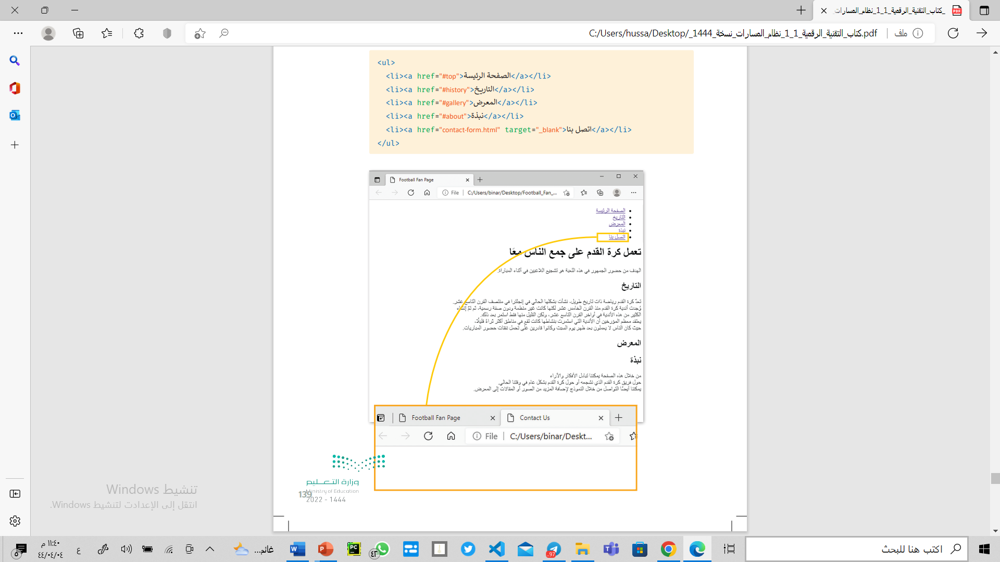 كتاب_التقنية_الرقمية_1_1_نظام_المسارات_
ملف
C:/Users/hussa/Desktop/_كتاب_التقنية_الرقمية_1_1_نظام_المسارات_نسخة_1444.pdf
<ul>
<li><a href="#top">الصفحة الرئيسة</a></li>
<li><a href="#history">التاريخ</a></li>
<li><a href="#gallery">المعرض</a></li>
<li><a href="#about">نبذة</a></li>
<li><a href="contact-form.html" target="_blank">اتصل بنا</a></li>
</ul>
Football Fan Page
File
C:/Users/binar/Desktop/Football_Fan_...
الصفحة الرئيسة
التاريخ
المعرض
نبذة
اتصل بنا
تعمل كرة القدم على جمع الناس معًا
الهدف من حضور الجمهور في هذه اللعبة هو تشجيع اللاعبين في أثناء المباراة.
التاريخ
تعدّ كرة القدم رياضة ذات تاريخ طويل، نشأت بشكلها الحالي في إنجلترا في منتصف القرن التاسع عشر.
وُجدت أندية كرة القدم منذ القرن الخامس عشر لكنها كانت غير منظمة ودون صفة رسمية، ثم تمّ إنشاء
الكثير من هذه الأندية في أواخر القرن التاسع عشر، ولكن القليل منها فقط استمر بعد ذلك.
يعتقد معظم المؤرخين أن الأندية التي استمرت بنشاطها كانت تقع في مناطق أكثر ثراءً قليلًا،
حيث كان الناس لا يعملون بعد ظهر يوم السبت وكانوا قادرين على تحمل نفقات حضور المباريات.
المعرض
نبذة
من خلال هذه الصفحة يمكننا تبادل الأفكار والآراء
حول فريق كرة القدم الذي نشجعه أو حول كرة القدم بشكل عام في وقتنا الحالي.
يمكننا أيضًا التواصل من خلال النموذج لإضافة المزيد من الصور أو المقالات إلى المعرض.
Football Fan Page
Contact Us
File
C:/Users/binar/Deskt...
وزارة التعليم
Ministry of Education
2022 - 1444
139
تنشيط Windows
انتقل إلى الإعدادات لتنشيط Windows.
اكتب هنا للبحث
97..
٤٢
غائم...
ع
١١:٤٠ م
٤٤/٠٤/٠٤
٥